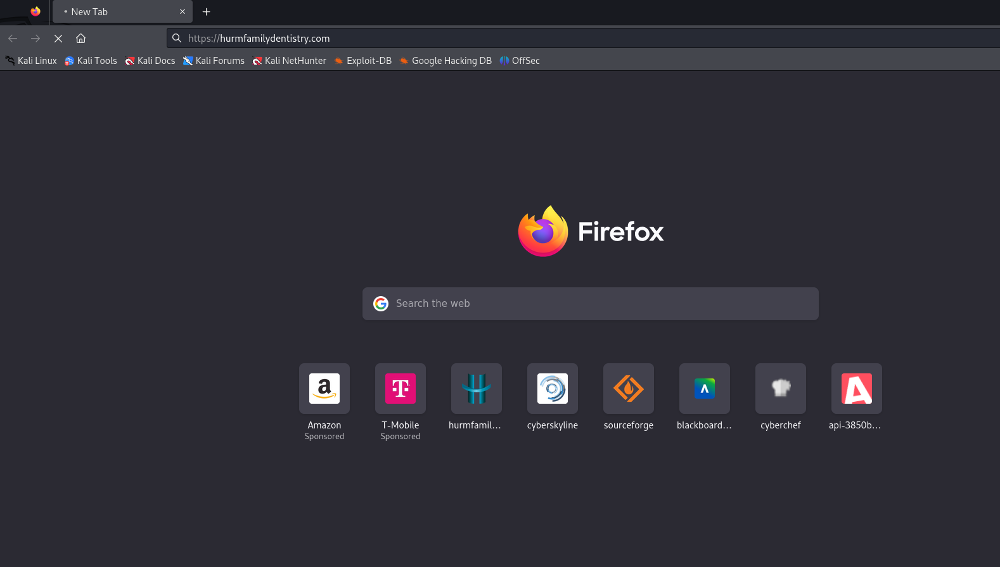 New Tab
https://hurmfamilydentistry.com
Kali Linux Kali Tools Kali Docs Kali Forums Kali NetHunter Exploit-DB Google Hacking DB OffSec
Firefox
Search the web
Amazon T-Mobile hurmfamil... cyberskyline sourceforge blackboard... cyberchef api-3850b...
Sponsored Sponsored